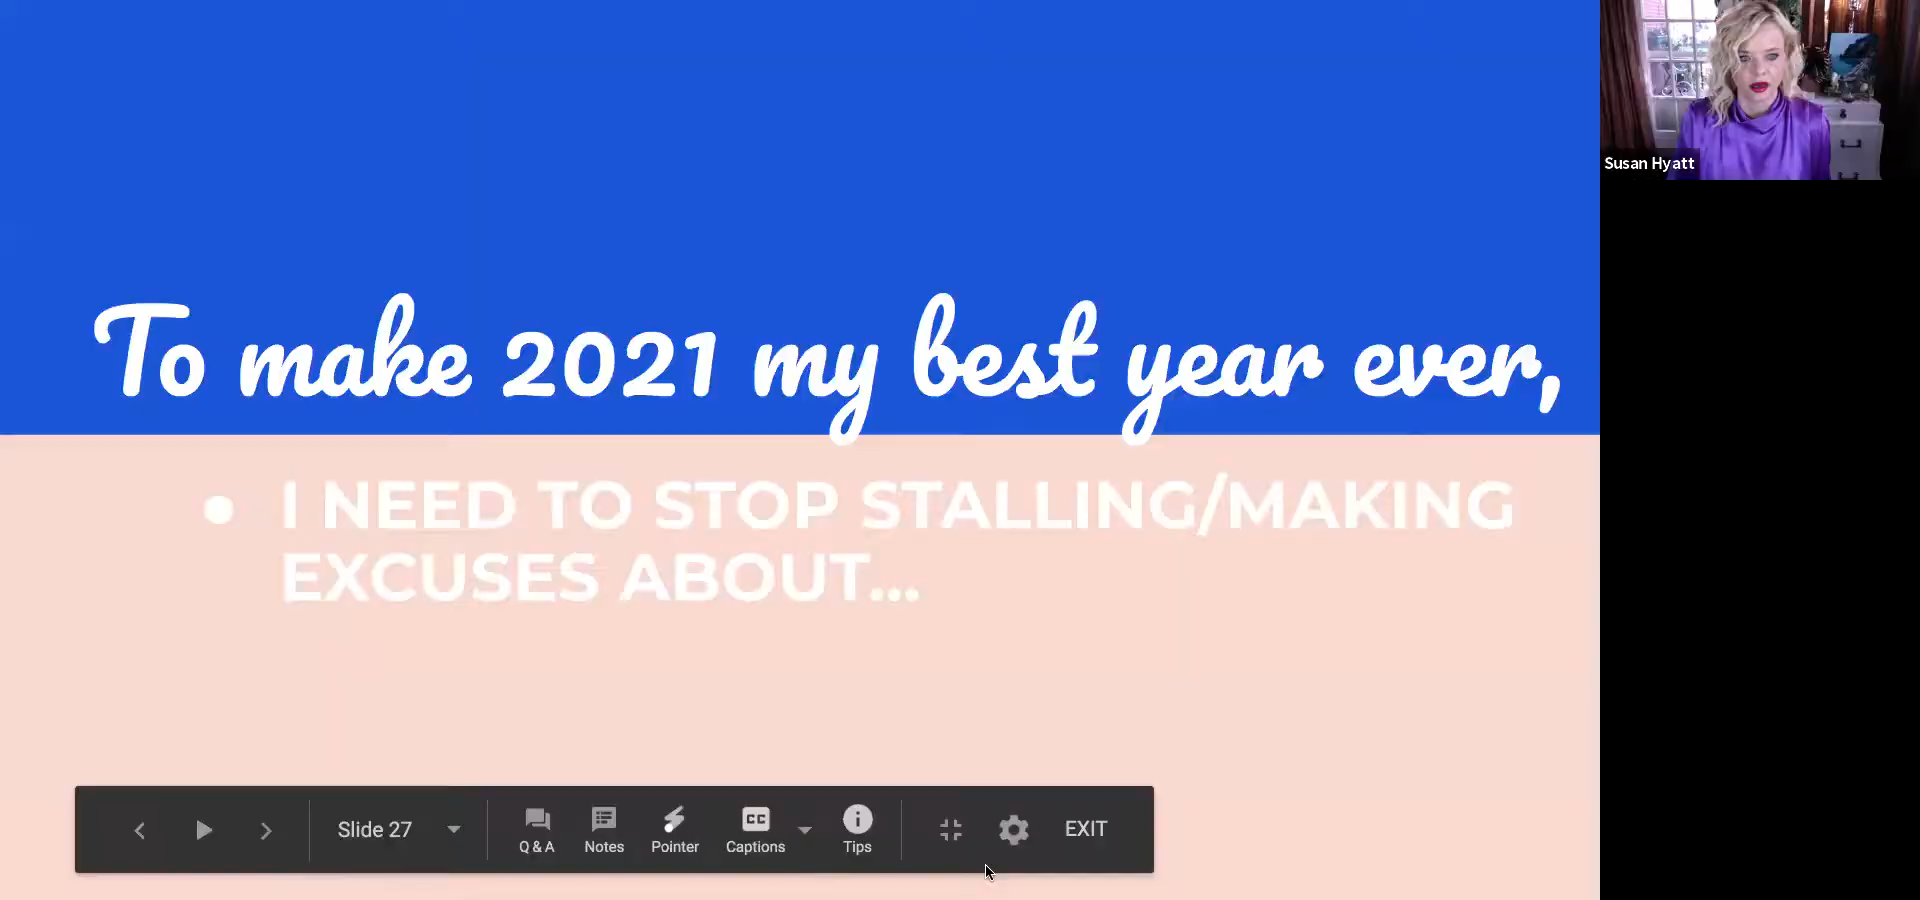 Susan Hyatt
To make 2021 my best year ever,
● I NEED TO STOP STALLING/MAKING
EXCUSES ABOUT...
Slide 27
Q & A
Notes
Pointer
CC
Captions
Tips
EXIT